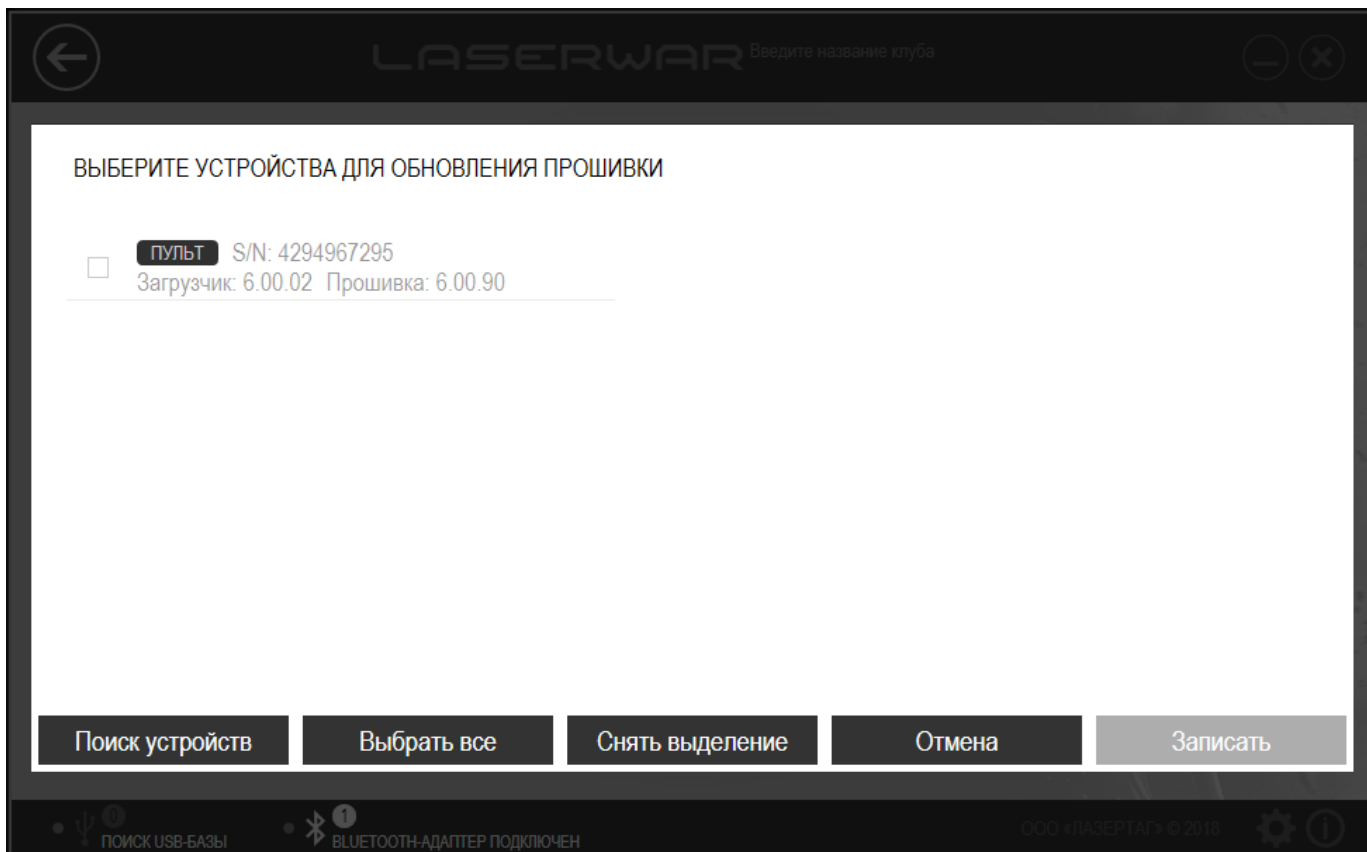 LASERWAR Введите название клуба
ВЫБЕРИТЕ УСТРОЙСТВА ДЛЯ ОБНОВЛЕНИЯ ПРОШИВКИ
ПУЛЬТ S/N: 4294967295
Загрузчик: 6.00.02 Прошивка: 6.00.90
Поиск устройств Выбрать все Снять выделение Отмена Записать
0 1
ПОИСК USB-БАЗЫ BLUETOOTH-АДАПТЕР ПОДКЛЮЧЕН ООО «ЛАЗЕРТАГ» © 2018